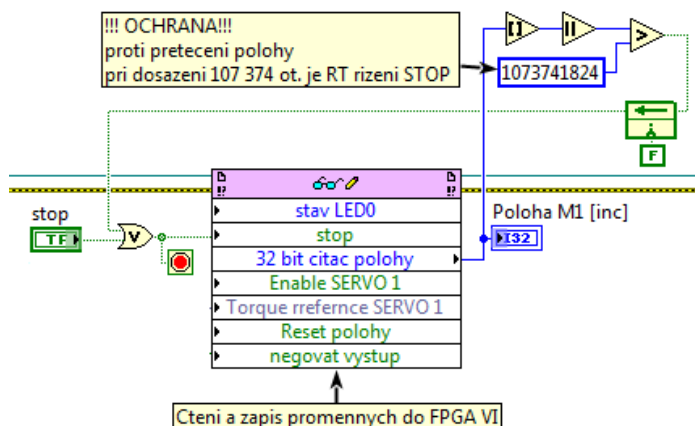 !!! OCHRANA!!!
proti preteceni polohy
pri dosazeni 107 374 ot. je RT rizeni STOP
1073741824
F
stop
TF
stav LED0
stop
32 bit citac polohy
Enable SERVO 1
Torque rrefernce SERVO 1
Reset polohy
negovat vystup
Poloha M1 [inc]
I32
Cteni a zapis promennych do FPGA VI